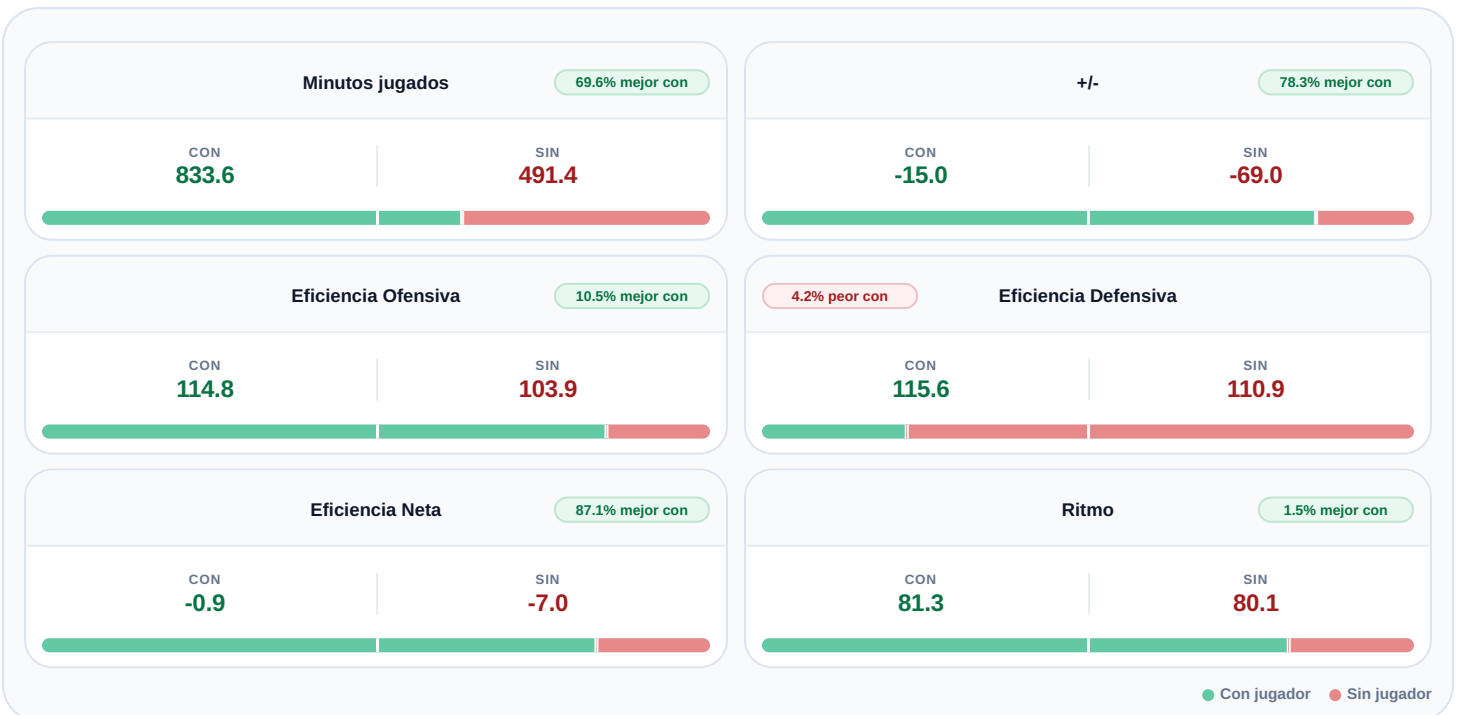 Minutos jugados
69.6% mejor con
CON
833.6
SIN
491.4
+/-
78.3% mejor con
CON
-15.0
SIN
-69.0
Eficiencia Ofensiva
10.5% mejor con
CON
114.8
SIN
103.9
4.2% peor con
Eficiencia Defensiva
CON
115.6
SIN
110.9
Eficiencia Neta
87.1% mejor con
CON
-0.9
SIN
-7.0
Ritmo
1.5% mejor con
CON
81.3
SIN
80.1
Con jugador
Sin jugador